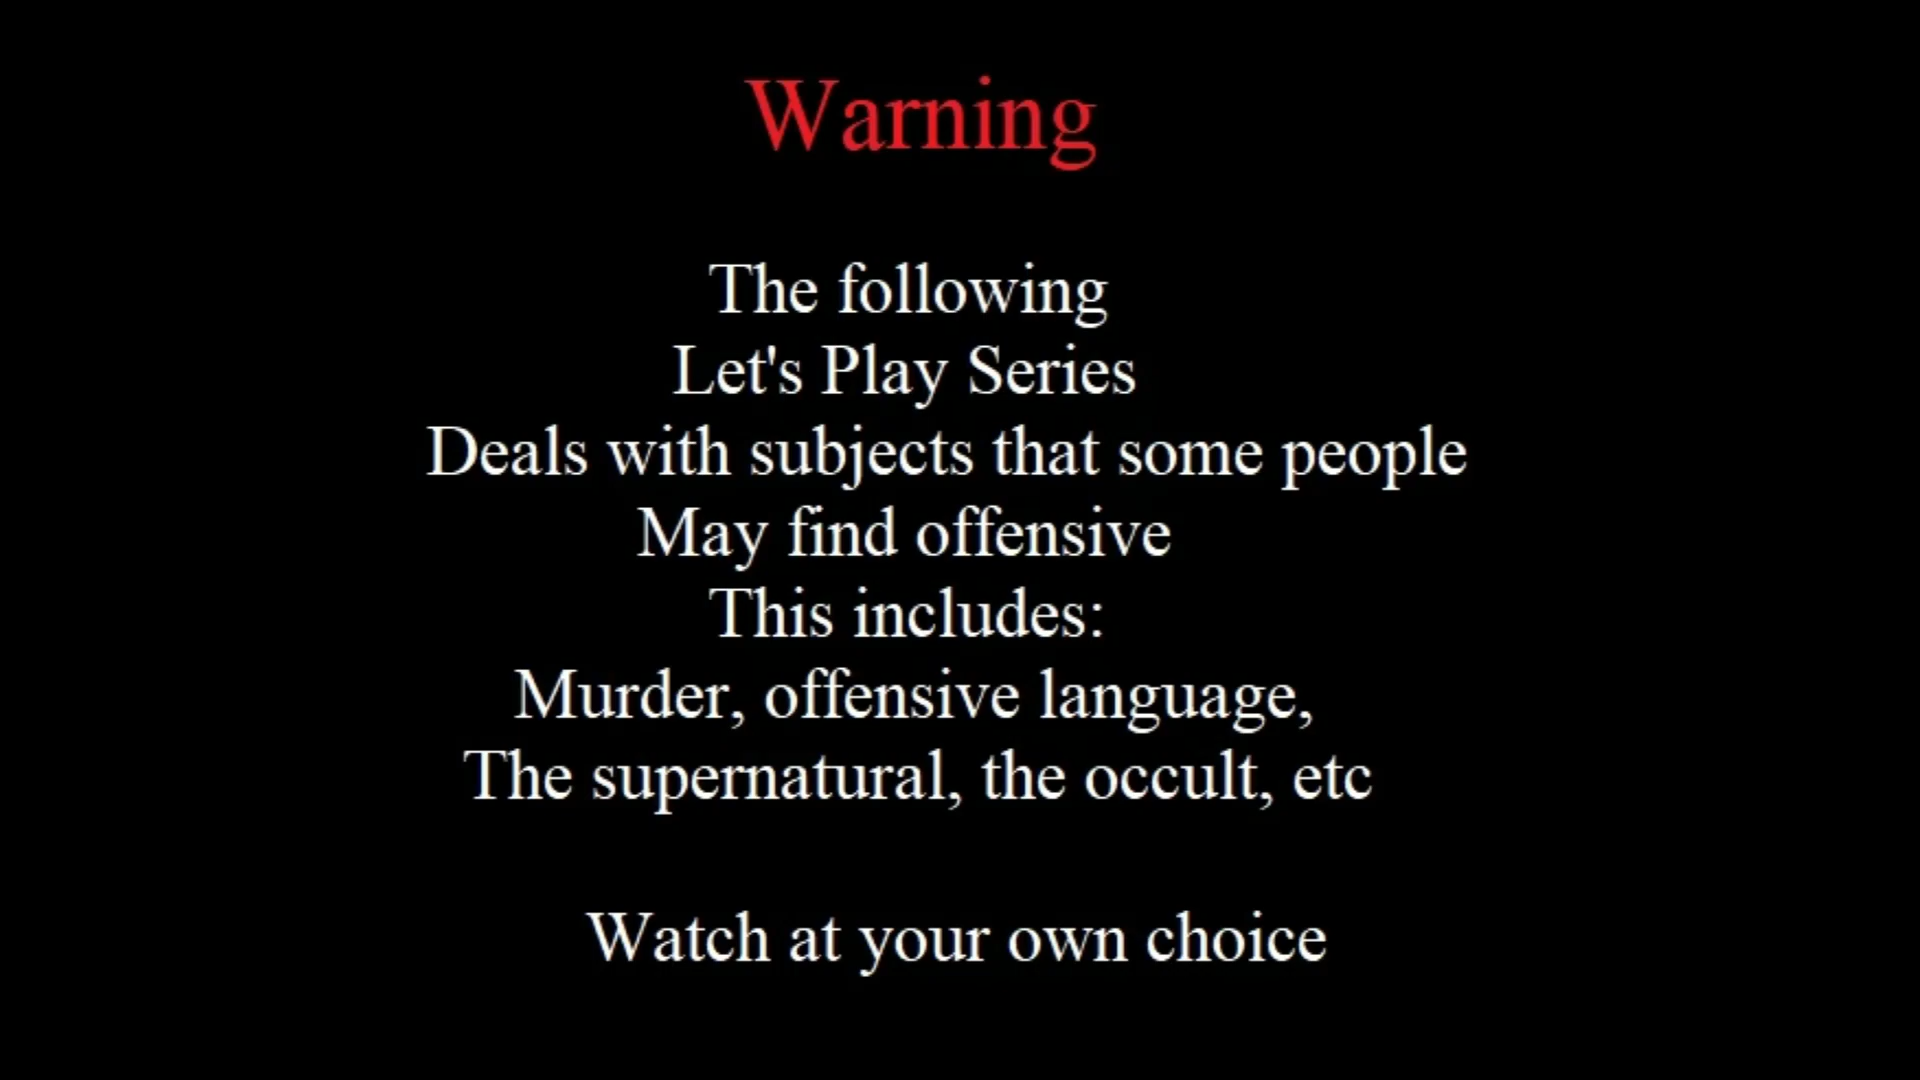 Warning
The following
Let's Play Series
Deals with subjects that some people
May find offensive
This includes:
Murder, offensive language,
The supernatural, the occult, etc
Watch at your own choice